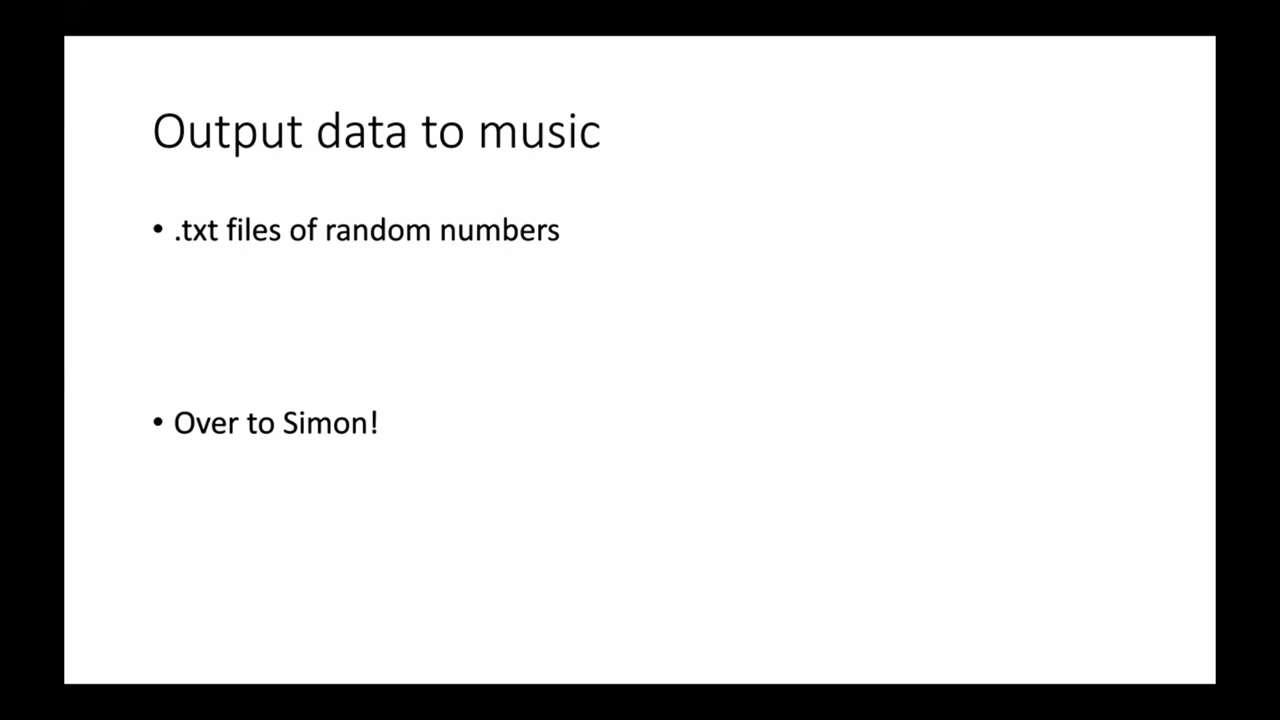 Output data to music
• .txt files of random numbers
• Over to Simon!